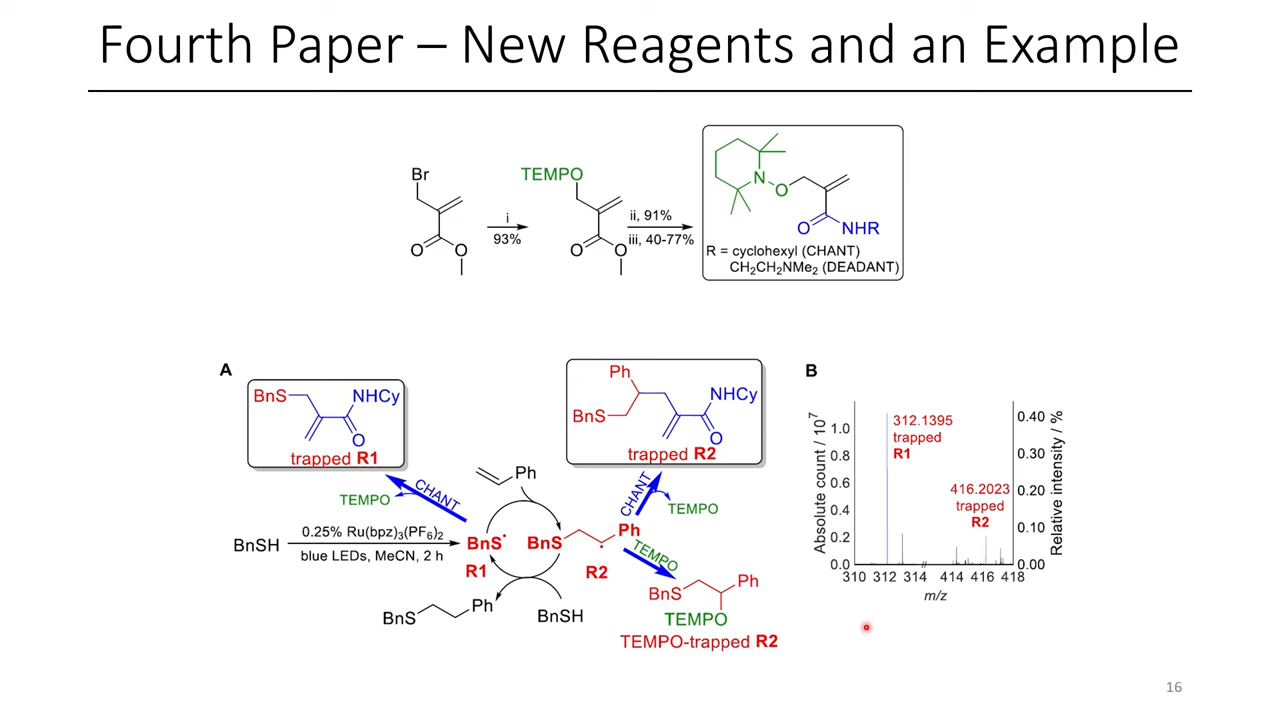 Fourth Paper – New Reagents and an Example
Br
O
O
i
93%
TEMPO
O
O
ii, 91%
iii, 40-77%
N
O
O
NHR
R = cyclohexyl (CHANT)
CH₂CH₂NMe₂ (DEADANT)
A
BnS
NHCy
O
trapped R1
Ph
BnS
NHCy
O
trapped R2
TEMPO
CHANT
Ph
CHANT
TEMPO
BnSH
0.25% Ru(bpz)₃(PF₆)₂
blue LEDs, MeCN, 2 h
BnS•
R1
BnS
Ph
R2
TEMPO
BnS
Ph
TEMPO
TEMPO-trapped R2
BnS
Ph
BnSH
B
Absolute count / 10⁷
1.0
0.8
0.6
0.4
0.2
0.0
312.1395
trapped
R1
416.2023
trapped
R2
0.40
0.30
0.20
0.10
0.00
Relative intensity / %
310 312 314 // 414 416 418
m/z
16